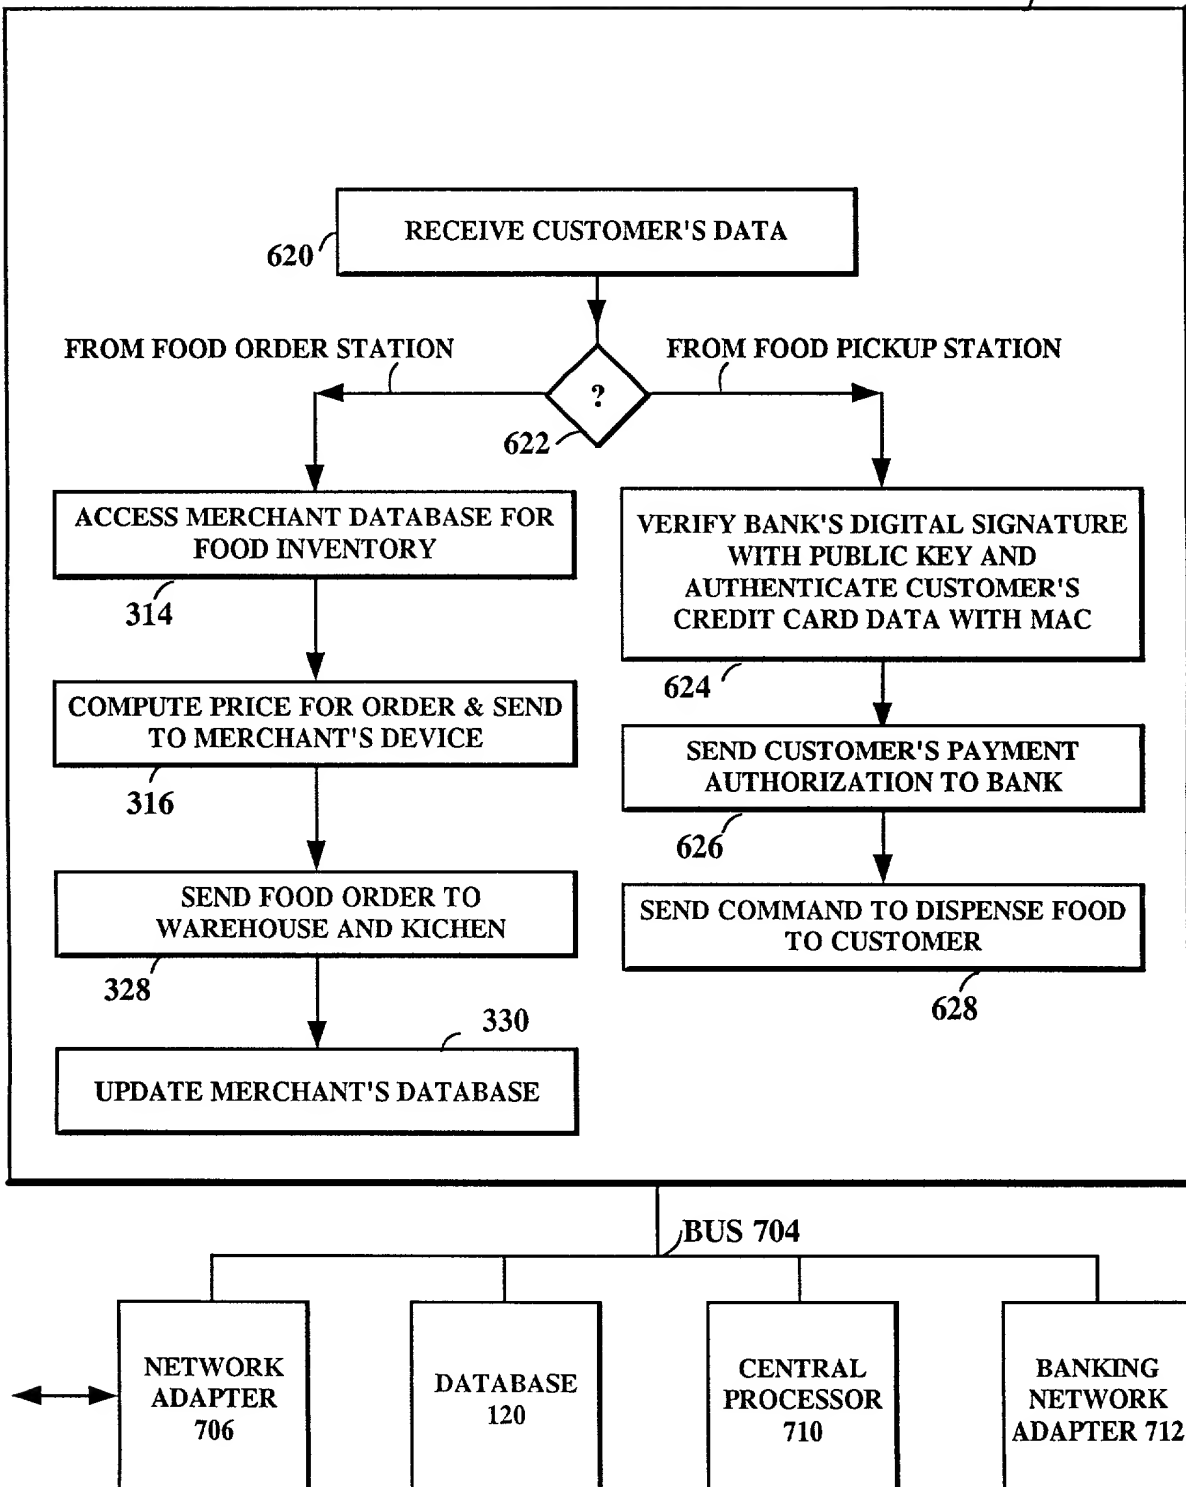 RECEIVE CUSTOMER'S DATA
620
FROM FOOD ORDER STATION
FROM FOOD PICKUP STATION
?
622
ACCESS MERCHANT DATABASE FOR
FOOD INVENTORY
314
COMPUTE PRICE FOR ORDER & SEND
TO MERCHANT'S DEVICE
316
SEND FOOD ORDER TO
WAREHOUSE AND KICHEN
328
330
UPDATE MERCHANT'S DATABASE
VERIFY BANK'S DIGITAL SIGNATURE
WITH PUBLIC KEY AND
AUTHENTICATE CUSTOMER'S
CREDIT CARD DATA WITH MAC
624
SEND CUSTOMER'S PAYMENT
AUTHORIZATION TO BANK
626
SEND COMMAND TO DISPENSE FOOD
TO CUSTOMER
628
BUS 704
NETWORK
ADAPTER
706
DATABASE
120
CENTRAL
PROCESSOR
710
BANKING
NETWORK
ADAPTER 712